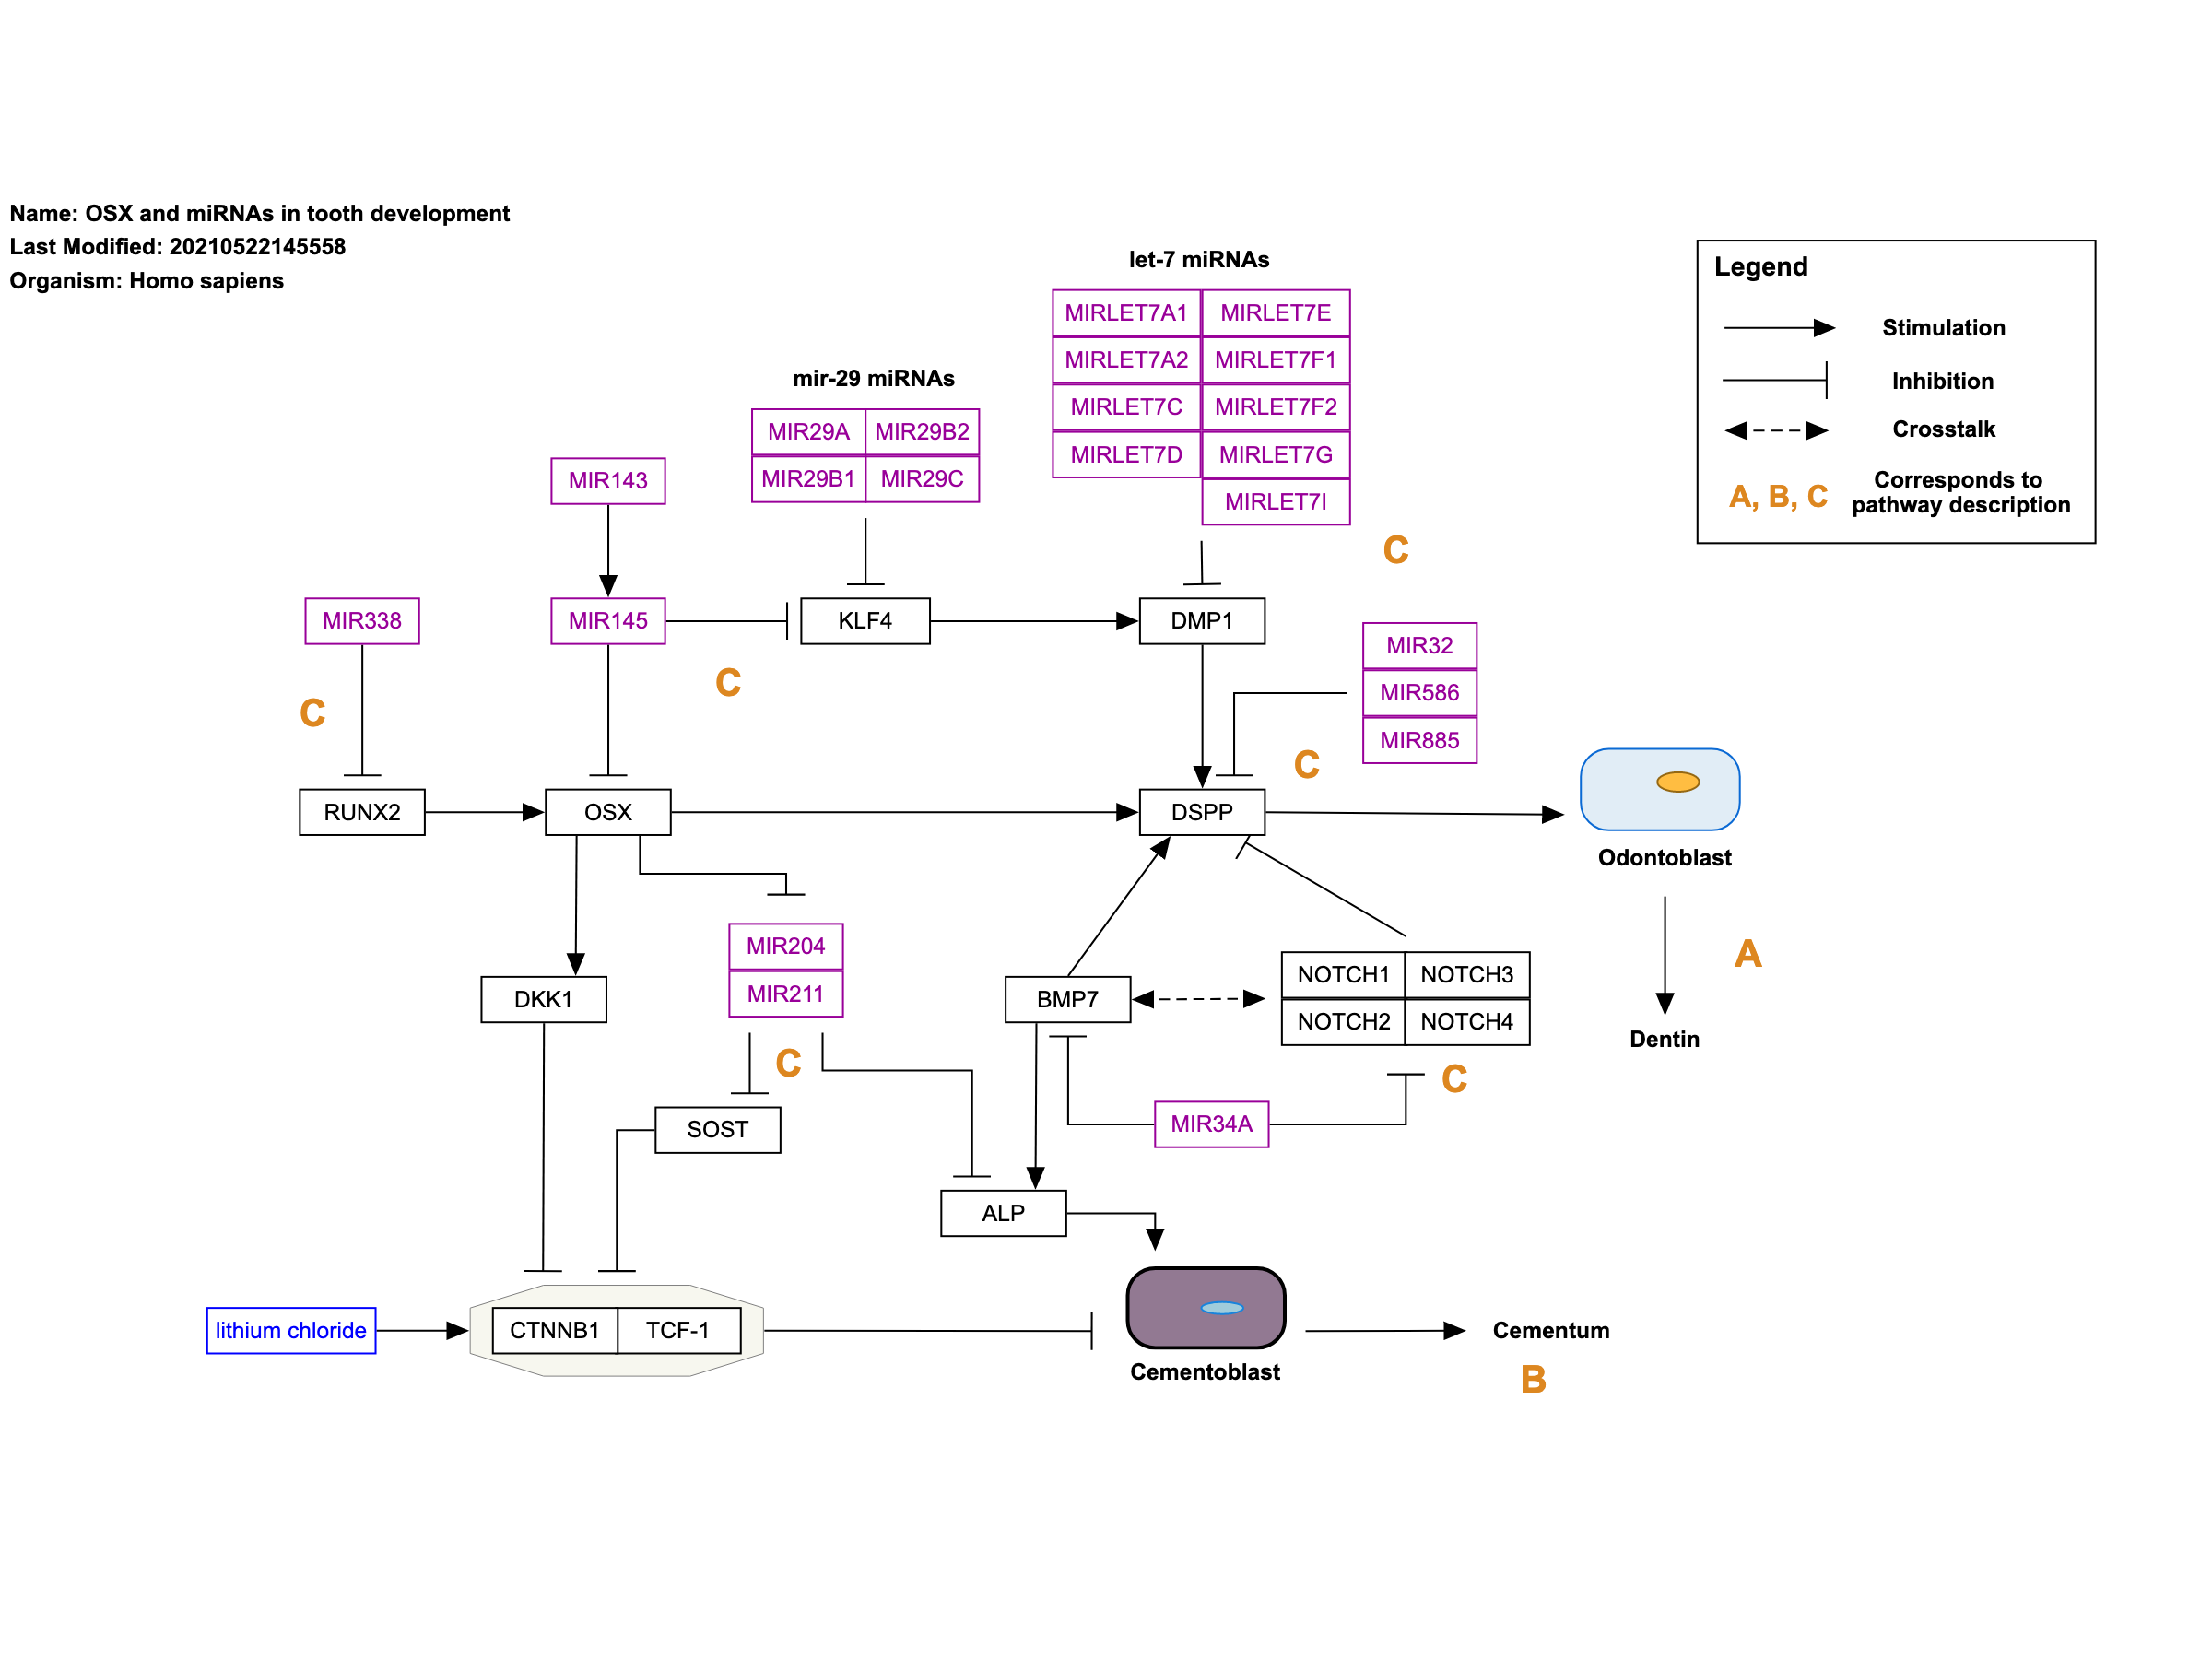 Name: OSX and miRNAs in tooth development
Last Modified: 20210522145558
Organism: Homo sapiens
Legend
Stimulation
Inhibition
Crosstalk
A, B, C
Corresponds to
pathway description
let-7 miRNAs
MIRLET7A1 MIRLET7E
MIRLET7A2 MIRLET7F1
MIRLET7C MIRLET7F2
MIRLET7D MIRLET7G
MIRLET7I
mir-29 miRNAs
MIR29A MIR29B2
MIR29B1 MIR29C
MIR143
C
MIR338
MIR145
KLF4
DMP1
MIR32
MIR586
MIR885
C
C
C
RUNX2
OSX
DSPP
Odontoblast
A
Dentin
MIR204
MIR211
DKK1
BMP7
NOTCH1 NOTCH3
NOTCH2 NOTCH4
C
C
SOST
MIR34A
ALP
lithium chloride
CTNNB1 TCF-1
Cementoblast
Cementum
B